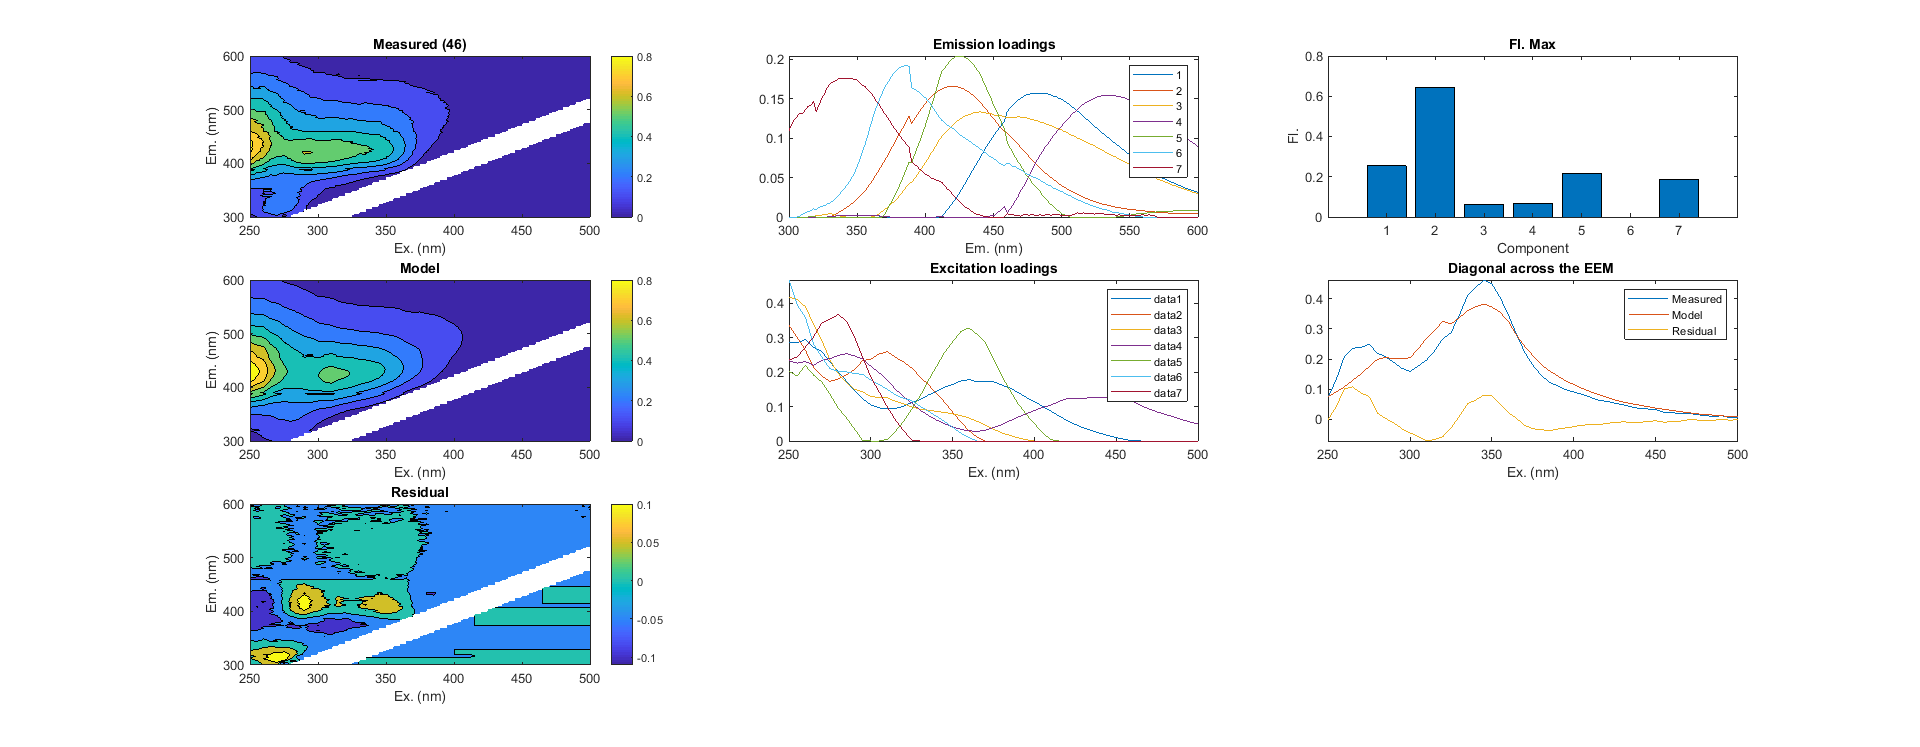 Measured (46)
600
500
400
300
Em. (nm)
250 300 350 400 450 500
Ex. (nm)
0.8
0.6
0.4
0.2
0
Emission loadings
0.2
0.15
0.1
0.05
0
300 350 400 450 500 550 600
Em. (nm)
1
2
3
4
5
6
7
Fl. Max
0.8
0.6
0.4
0.2
0
Fl.
1 2 3 4 5 6 7
Component
Model
600
500
400
300
Em. (nm)
250 300 350 400 450 500
Ex. (nm)
0.8
0.6
0.4
0.2
0
Excitation loadings
0.4
0.3
0.2
0.1
0
250 300 350 400 450 500
Ex. (nm)
data1
data2
data3
data4
data5
data6
data7
Diagonal across the EEM
0.4
0.3
0.2
0.1
0
250 300 350 400 450 500
Ex. (nm)
Measured
Model
Residual
Residual
600
500
400
300
Em. (nm)
250 300 350 400 450 500
Ex. (nm)
0.1
0.05
0
-0.05
-0.1